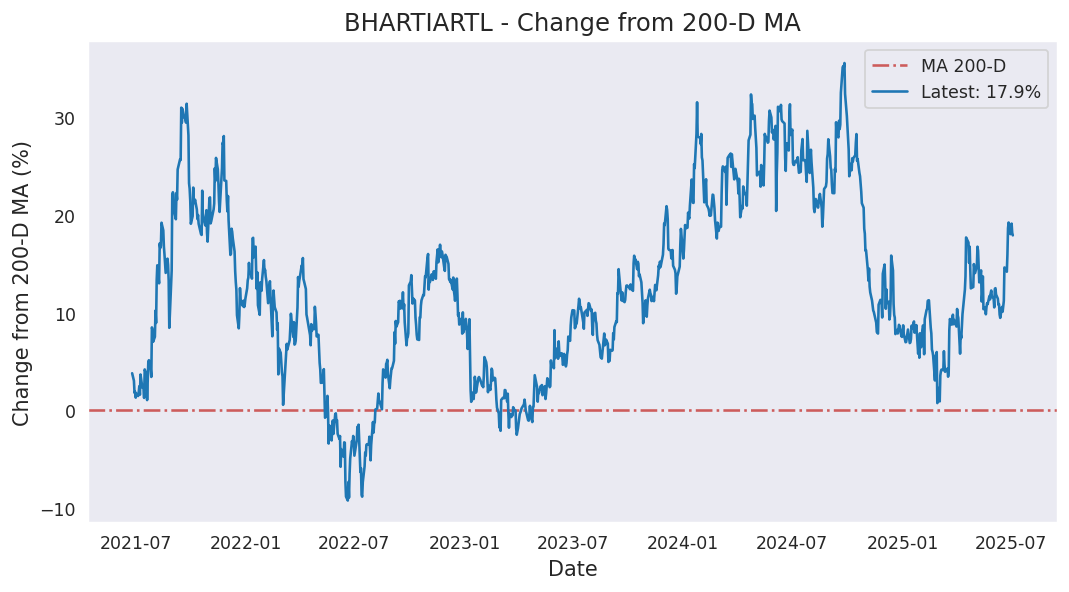 BHARTIARTL - Change from 200-D MA
MA 200-D
Latest: 17.9%
Change from 200-D MA (%)
30
20
10
0
−10
2021-07 2022-01 2022-07 2023-01 2023-07 2024-01 2024-07 2025-01 2025-07
Date